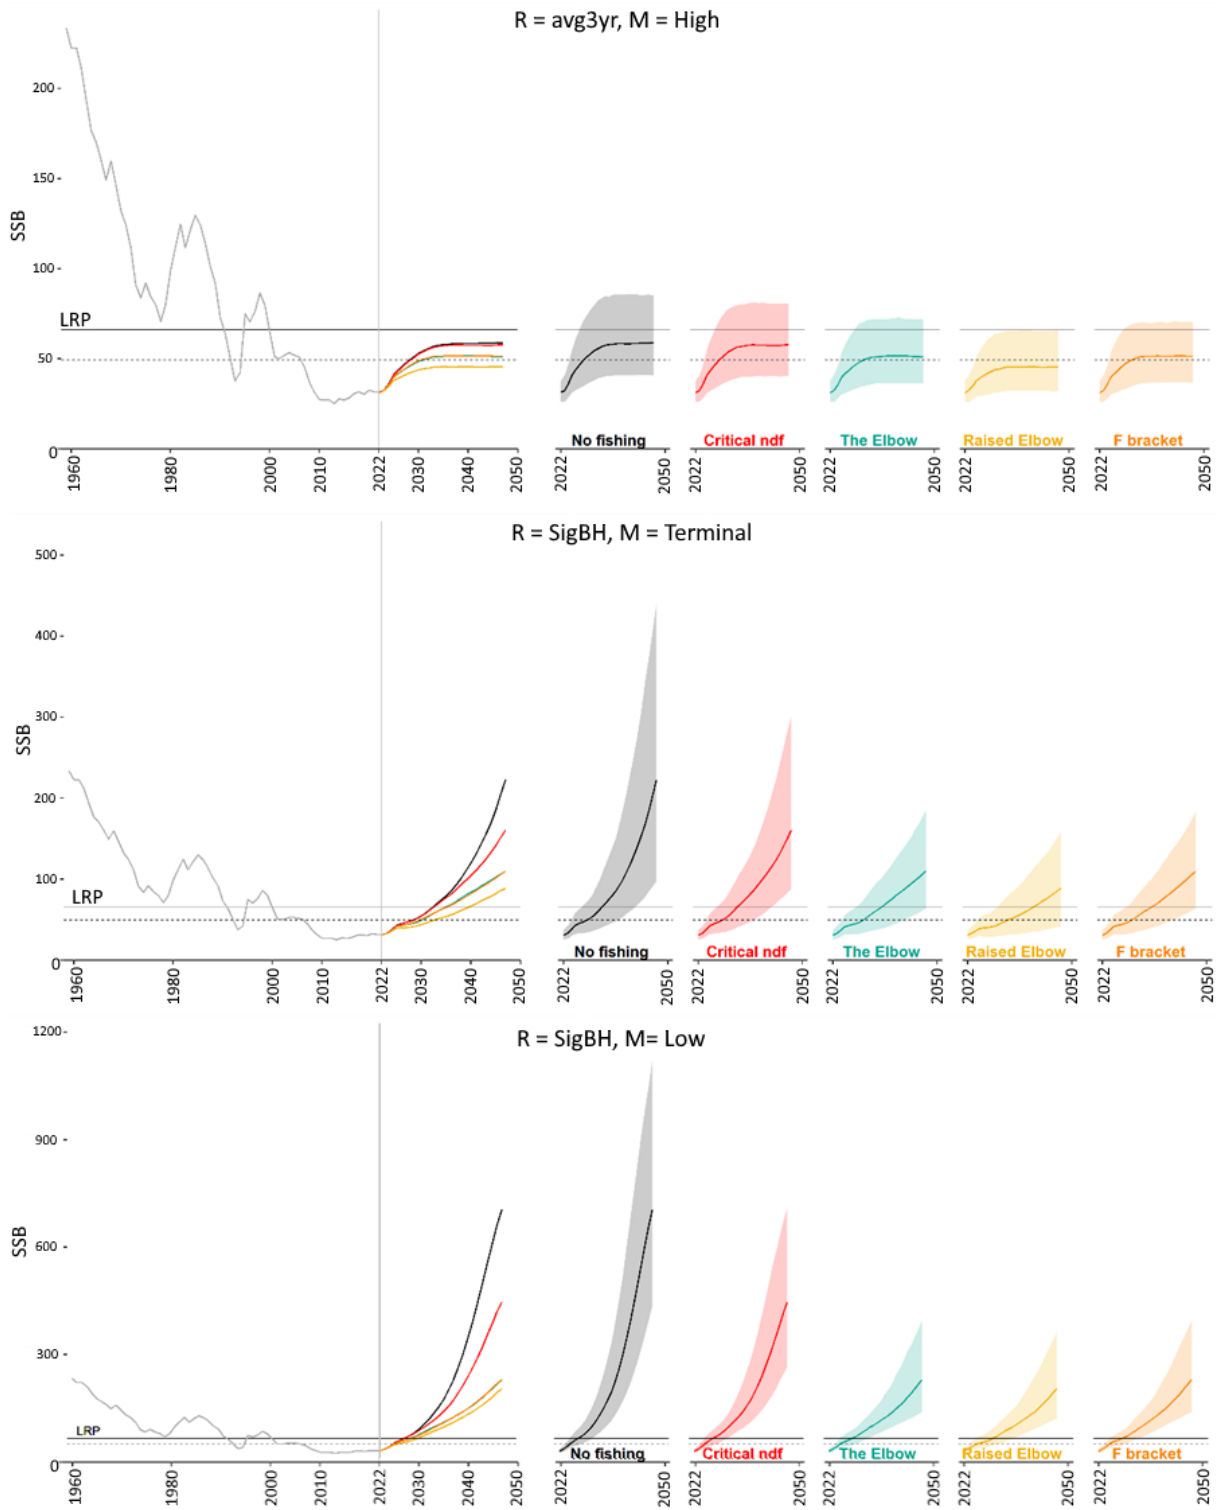 R = avg3yr, M = High
200
150
SSB
100
LRP
50
No fishing Critical ndf The Elbow Raised Elbow F bracket
0
1960 1980 2000 2010 2022 2030 2040 2050 2022 2050 2022 2050 2022 2050 2022 2050 2022 2050
R = SigBH, M = Terminal
500
400
300
SSB
200
100
LRP
No fishing Critical ndf The Elbow Raised Elbow F bracket
0
1960 1980 2000 2010 2022 2030 2040 2050 2022 2050 2022 2050 2022 2050 2022 2050 2022 2050
1200
R = SigBH, M= Low
900
SSB
600
300
LRP
No fishing Critical ndf The Elbow Raised Elbow F bracket
0
1960 1980 2000 2010 2022 2030 2040 2050 2022 2050 2022 2050 2022 2050 2022 2050 2022 2050